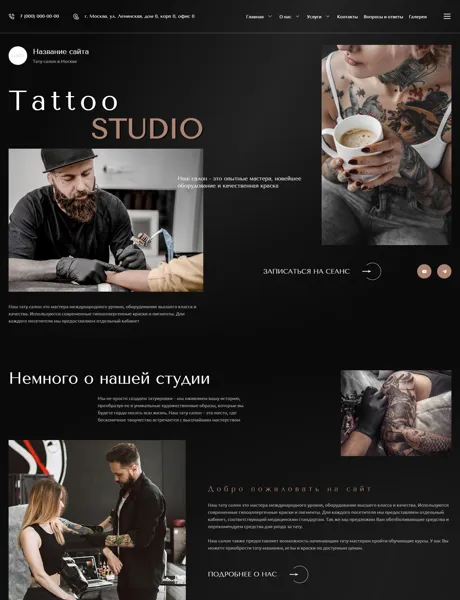 7 (000) 000-00-00
г. Москва, ул. Ленинская, дом 8, корп 8, офис 8
Главная
О нас
Услуги
Контакты
Вопросы и ответы
Галерея
Название сайта
Тату-салон в Москве
Tattoo
STUDIO
Наш салон - это опытные мастера, новейшее
оборудование и качественная краска
ЗАПИСАТЬСЯ НА СЕАНС
Наш тату салон это мастера международного уровня, оборудование высшего класса и
качества. Используются современные гипоаллергенные краски и пигменты. Для
каждого посетителя мы предоставляем отдельный кабинет
Немного о нашей студии
Мы не просто создаем татуировки - мы оживляем вашу историю,
преобразуя ее в уникальные художественные образы, которые вы
будете гордо носить всю жизнь. Наш тату салон - это место, где
бесконечное творчество встречается с высочайшим мастерством
Добро пожаловать на сайт
Наш тату салон это мастера международного уровня, оборудование высшего класса и качества. Используются
современные гипоаллергенные краски и пигменты. Для каждого посетителя мы предоставляем отдельный
кабинет, соответствующий медицинским стандартам. Так же мы предложим Вам обезболивающие средства и
порекомендуем средства для ухода за тату.
Наш салон также предоставляет возможность начинающим тату-мастерам пройти обучающие курсы. У нас Вы
можете приобрести тату-машинки, иглы и краски по доступным ценам.
ПОДРОБНЕЕ О НАС